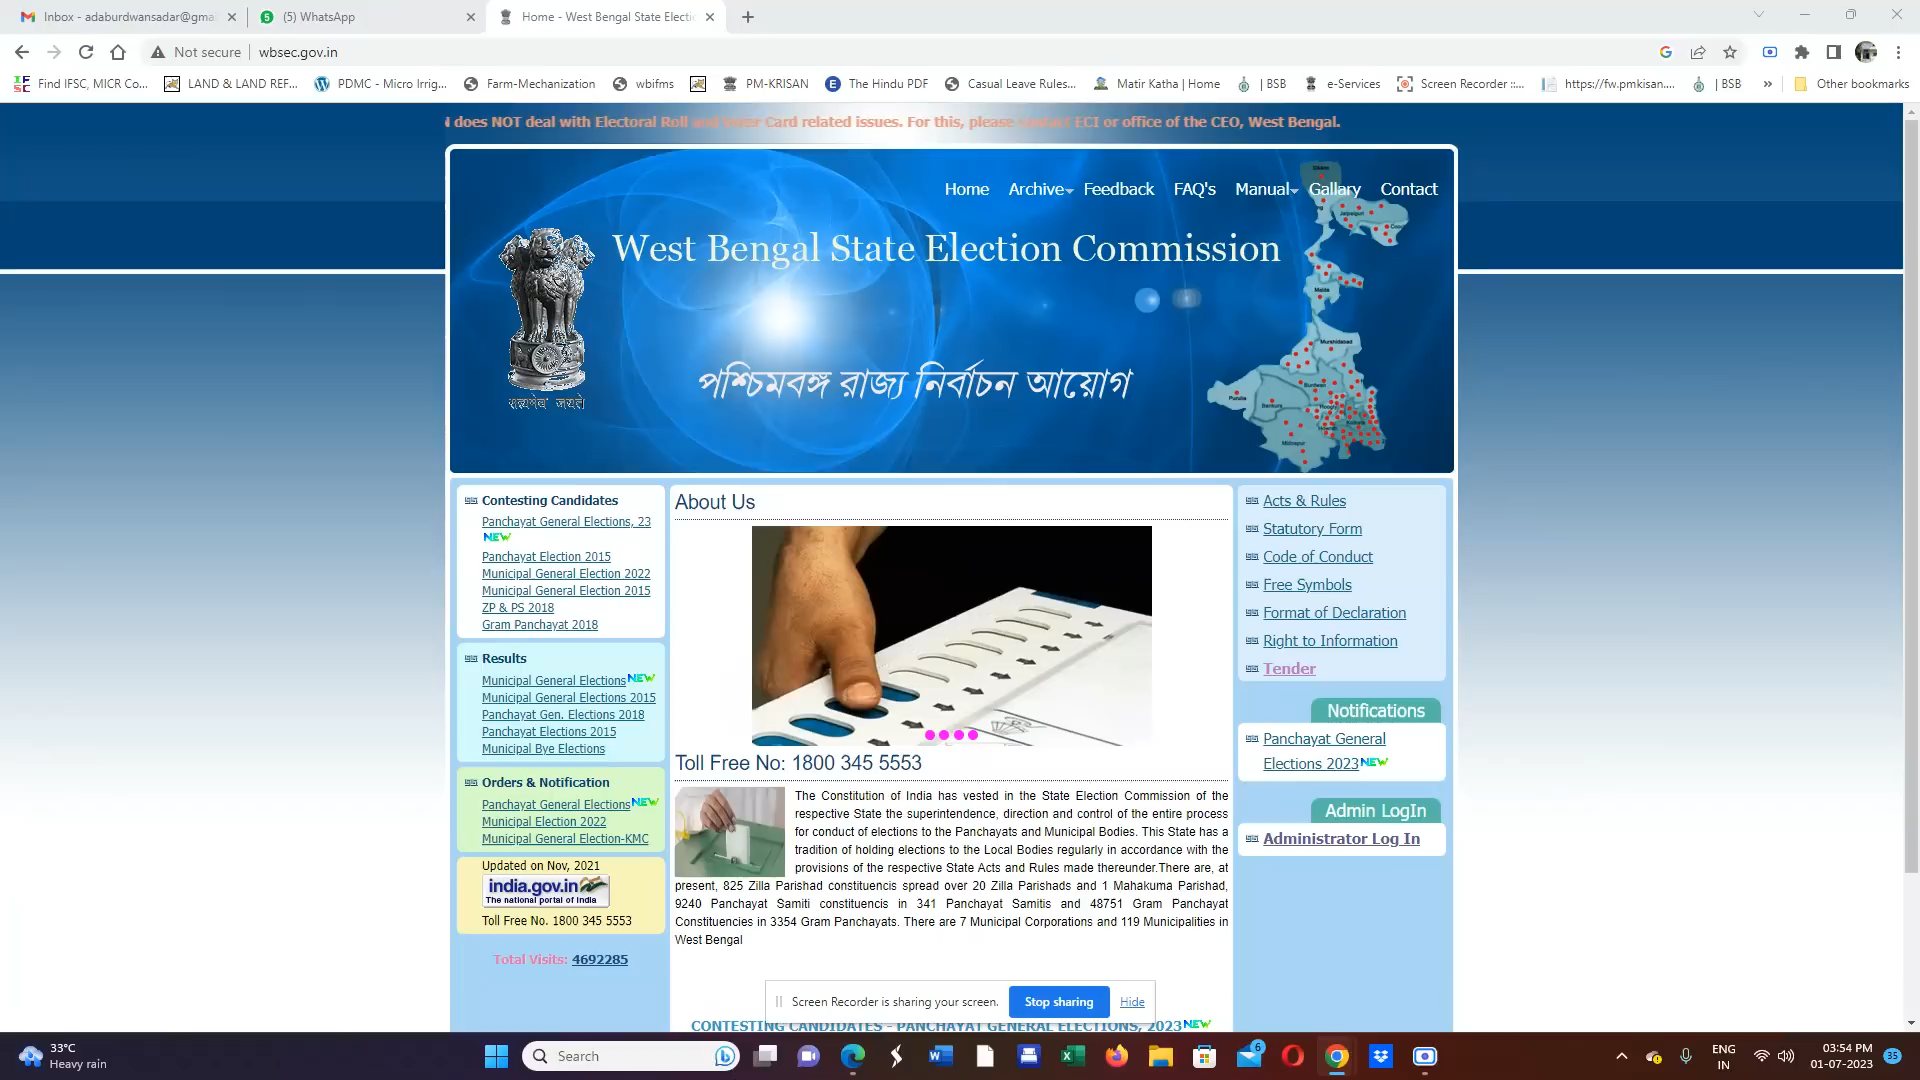 Inbox - adaburdwansadar@gma
(5) WhatsApp
Home - West Bengal State Electi
Not secure
wbsec.gov.in
Find IFSC, MICR Co...
LAND & LAND REF...
PDMC - Micro Irrig...
Farm-Mechanization
wbifms
PM-KRISAN
The Hindu PDF
Casual Leave Rules...
Matir Katha | Home
| BSB
e-Services
Screen Recorder ::...
https://fw.pmkisan....
| BSB
»
Other bookmarks
does NOT deal with Electoral Roll and Voter Card related issues. For this, please contact ECI or office of the CEO, West Bengal.
Home
Archive
Feedback
FAQ's
Manual
Gallary
Contact
West Bengal State Election Commission
পশ্চিমবঙ্গ রাজ্য নির্বাচন আয়োগ
सत्यमेव जयते
Contesting Candidates
Panchayat General Elections, 23
NEW
Panchayat Election 2015
Municipal General Election 2022
Municipal General Election 2015
ZP & PS 2018
Gram Panchayat 2018
Results
Municipal General Elections NEW
Municipal General Elections 2015
Panchayat Gen. Elections 2018
Panchayat Elections 2015
Municipal Bye Elections
Orders & Notification
Panchayat General Elections NEW
Municipal Election 2022
Municipal General Election-KMC
Updated on Nov, 2021
india.gov.in
The national portal of India
Toll Free No. 1800 345 5553
Total Visits: 4692285
About Us
Toll Free No: 1800 345 5553
The Constitution of India has vested in the State Election Commission of the
respective State the superintendence, direction and control of the entire process
for conduct of elections to the Panchayats and Municipal Bodies. This State has a
tradition of holding elections to the Local Bodies regularly in accordance with the
provisions of the respective State Acts and Rules made thereunder.There are, at
present, 825 Zilla Parishad constituencis spread over 20 Zilla Parishads and 1 Mahakuma Parishad,
9240 Panchayat Samiti constituencis in 341 Panchayat Samitis and 48751 Gram Panchayat
Constituencies in 3354 Gram Panchayats. There are 7 Municipal Corporations and 119 Municipalities in
West Bengal
Acts & Rules
Statutory Form
Code of Conduct
Free Symbols
Format of Declaration
Right to Information
Tender
Notifications
Panchayat General
Elections 2023 NEW
Admin LogIn
Administrator Log In
Screen Recorder is sharing your screen.
Stop sharing
Hide
CONTESTING CANDIDATES - PANCHAYAT GENERAL ELECTIONS, 2023 NEW
33°C
Heavy rain
Search
6
ENG
IN
03:54 PM
01-07-2023
35